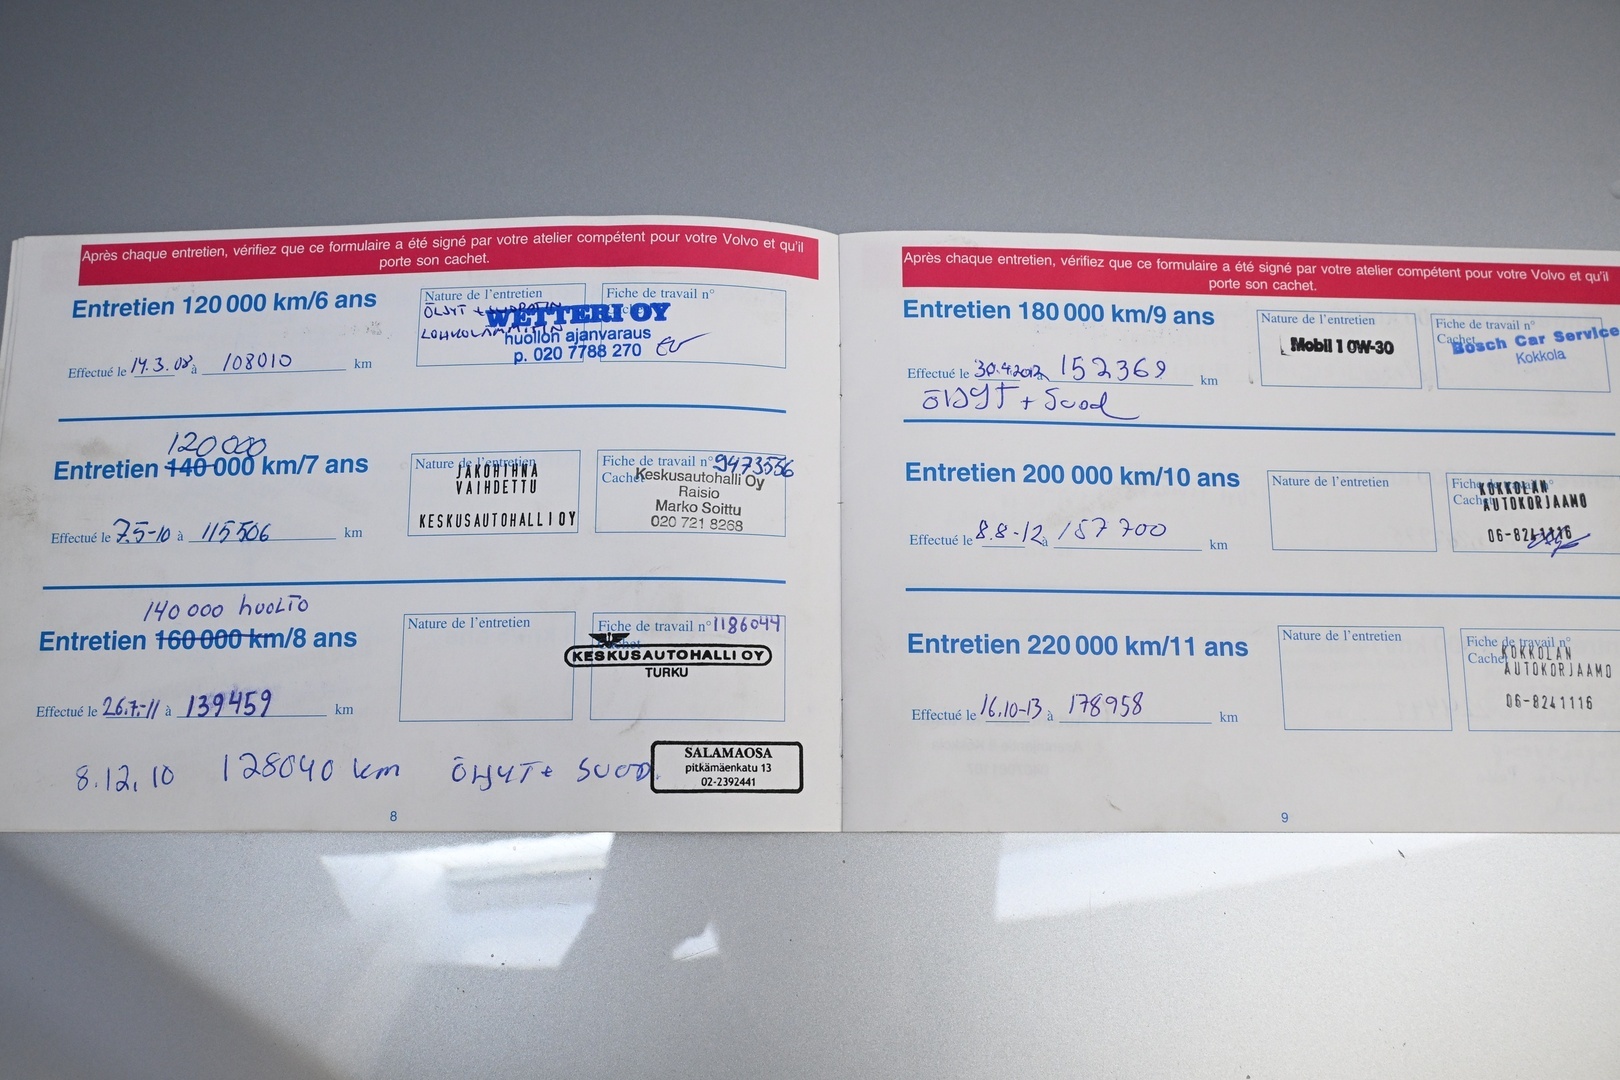 Après chaque entretien, vérifiez que ce formulaire a été signé par votre atelier compétent pour votre Volvo et qu'il
porte son cachet.
Entretien 120 000 km/6 ans
Nature de l'entretien
ÖLJYT +
Fiche de travail n°
WETTERI OY
huollon ajanvaraus
p. 020 7788 270
Effectué le 14.3.08 à 108010 km
120 000
Entretien 140 000 km/7 ans
Nature de l'entretien
JAKOHIHNA
VAIHDETTU
KESKUSAUTOHALLI OY
Fiche de travail n° 9473556
Cachet
Keskusautohalli Oy
Raisio
Marko Soittu
020 721 8268
Effectué le 7.5-10 à 115506 km
140 000 huolto
Entretien 160 000 km/8 ans
Nature de l'entretien
Fiche de travail n° 1186044
KESKUSAUTOHALLI OY
TURKU
Effectué le 26.7.-11 à 139459 km
8.12.10 128040 km ÖLJYT + SUOD.
SALAMAOSA
pitkämäenkatu 13
02-2392441
8
Après chaque entretien, vérifiez que ce formulaire a été signé par votre atelier compétent pour votre Volvo et qu'il
porte son cachet.
Entretien 180 000 km/9 ans
Nature de l'entretien
Mobil 1 0W-30
Fiche de travail n°
Cachet
Bosch Car Service
Kokkola
Effectué le 30.4.2012 à 152369 km
ÖlJyT + Suod
Entretien 200 000 km/10 ans
Nature de l'entretien
Fiche de travail n°
Cachet
KOKKOLAN
AUTOKORJAAMO
06-8241116
Effectué le 8.8-12 à 157 700 km
Entretien 220 000 km/11 ans
Nature de l'entretien
Fiche de travail n°
Cachet
KOKKOLAN
AUTOKORJAAMO
06-8241116
Effectué le 16.10-13 à 178958 km
9